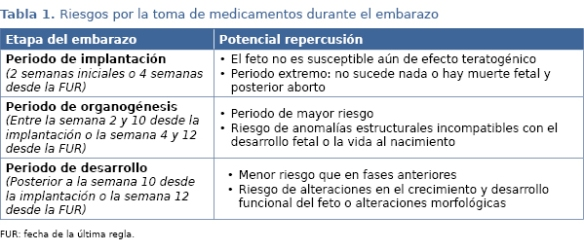 Tabla 1. Riesgos por la toma de medicamentos durante el embarazo
Etapa del embarazo
Potencial repercusión
Periodo de implantación
(2 semanas iniciales o 4 semanas
desde la FUR)
• El feto no es susceptible aún de efecto teratogénico
• Periodo extremo: no sucede nada o hay muerte fetal y
posterior aborto
Periodo de organogénesis
(Entre la semana 2 y 10 desde la
implantación o la semana 4 y 12
desde la FUR)
• Periodo de mayor riesgo
• Riesgo de anomalías estructurales incompatibles con el
desarrollo fetal o la vida al nacimiento
Periodo de desarrollo
(Posterior a la semana 10 desde
la implantación o la semana 12
desde la FUR)
• Menor riesgo que en fases anteriores
• Riesgo de alteraciones en el crecimiento y desarrollo
funcional del feto o alteraciones morfológicas
FUR: fecha de la última regla.